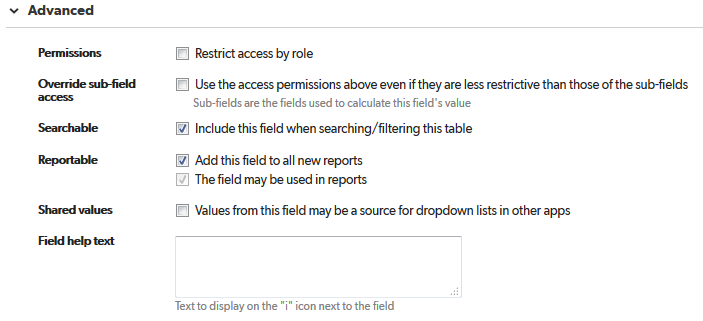 Advanced
Permissions
Restrict access by role
Override sub-field
access
Use the access permissions above even if they are less restrictive than those of the sub-fields
Sub-fields are the fields used to calculate this field's value
Searchable
Include this field when searching/filtering this table
Reportable
Add this field to all new reports
The field may be used in reports
Shared values
Values from this field may be a source for dropdown lists in other apps
Field help text
Text to display on the "i" icon next to the field